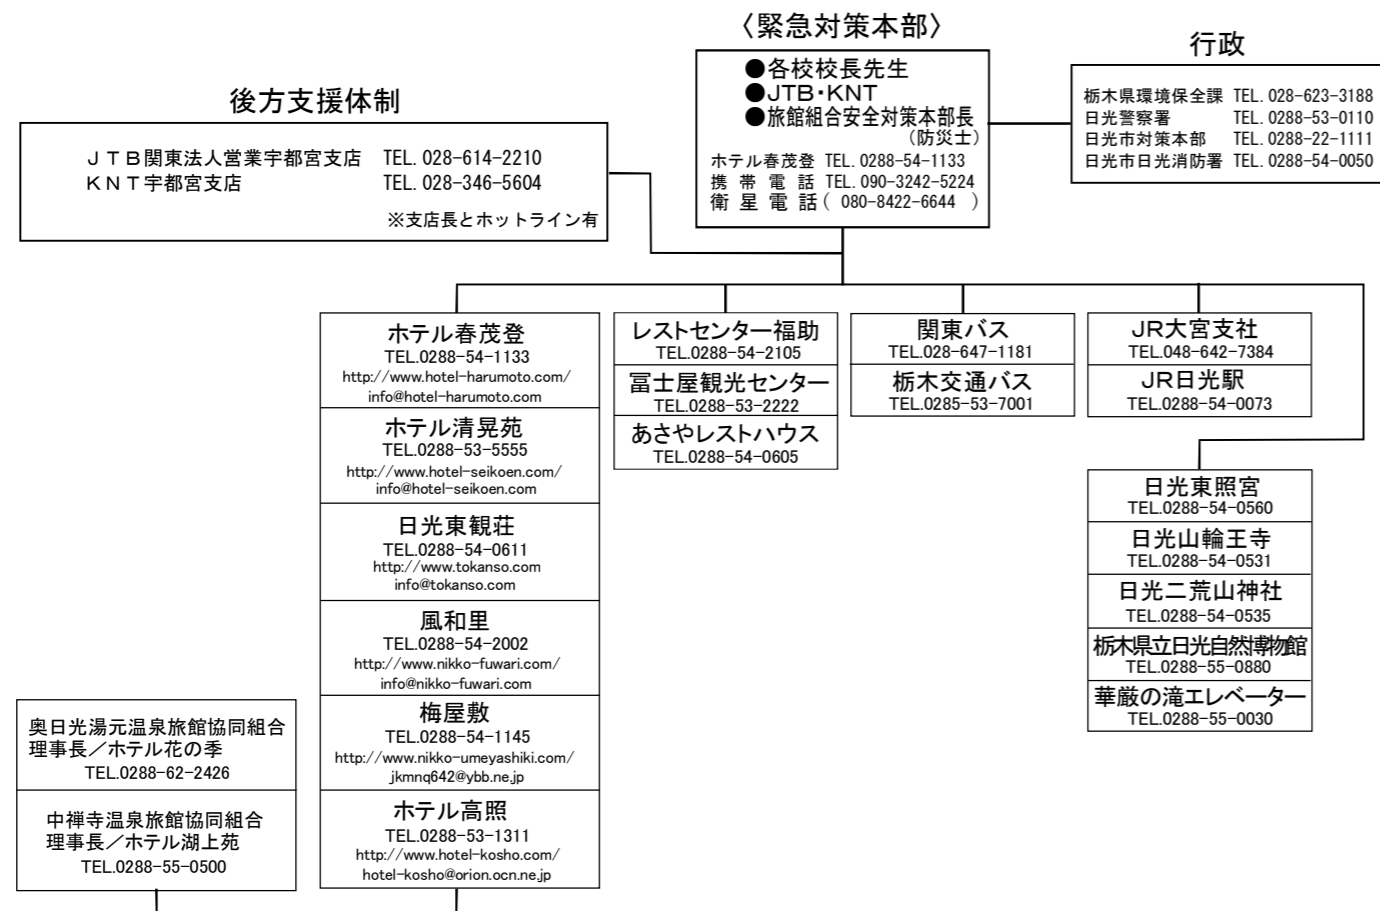 〈緊急対策本部〉
●各校校長先生
●JTB・KNT
●旅館組合安全対策本部長
(防災士)
ホテル春茂登 TEL. 0288-54-1133
携帯電話 TEL. 090-3242-5224
衛星電話( 080-8422-6644 )
行政
栃木県環境保全課 TEL. 028-623-3188
日光警察署 TEL. 0288-53-0110
日光市対策本部 TEL. 0288-22-1111
日光市日光消防署 TEL. 0288-54-0050
後方支援体制
JTB関東法人営業宇都宮支店 TEL. 028-614-2210
KNT宇都宮支店 TEL. 028-346-5604
※支店長とホットライン有
ホテル春茂登
TEL.0288-54-1133
http://www.hotel-harumoto.com/
info@hotel-harumoto.com
ホテル清晃苑
TEL.0288-53-5555
http://www.hotel-seikoen.com/
info@hotel-seikoen.com
日光東観荘
TEL.0288-54-0611
http://www.tokanso.com
info@tokanso.com
風和里
TEL.0288-54-2002
http://www.nikko-fuwari.com/
info@nikko-fuwari.com
梅屋敷
TEL.0288-54-1145
http://www.nikko-umeyashiki.com/
jkmnq642@ybb.ne.jp
ホテル高照
TEL.0288-53-1311
http://www.hotel-kosho.com/
hotel-kosho@orion.ocn.ne.jp
レストセンター福助
TEL.0288-54-2105
冨士屋観光センター
TEL.0288-53-2222
あさやレストハウス
TEL.0288-54-0605
関東バス
TEL.028-647-1181
栃木交通バス
TEL.0285-53-7001
JR大宮支社
TEL.048-642-7384
JR日光駅
TEL.0288-54-0073
日光東照宮
TEL.0288-54-0560
日光山輪王寺
TEL.0288-54-0531
日光二荒山神社
TEL.0288-54-0535
栃木県立日光自然博物館
TEL.0288-55-0880
華厳の滝エレベーター
TEL.0288-55-0030
奥日光湯元温泉旅館協同組合
理事長/ホテル花の季
TEL.0288-62-2426
中禅寺温泉旅館協同組合
理事長/ホテル湖上苑
TEL.0288-55-0500